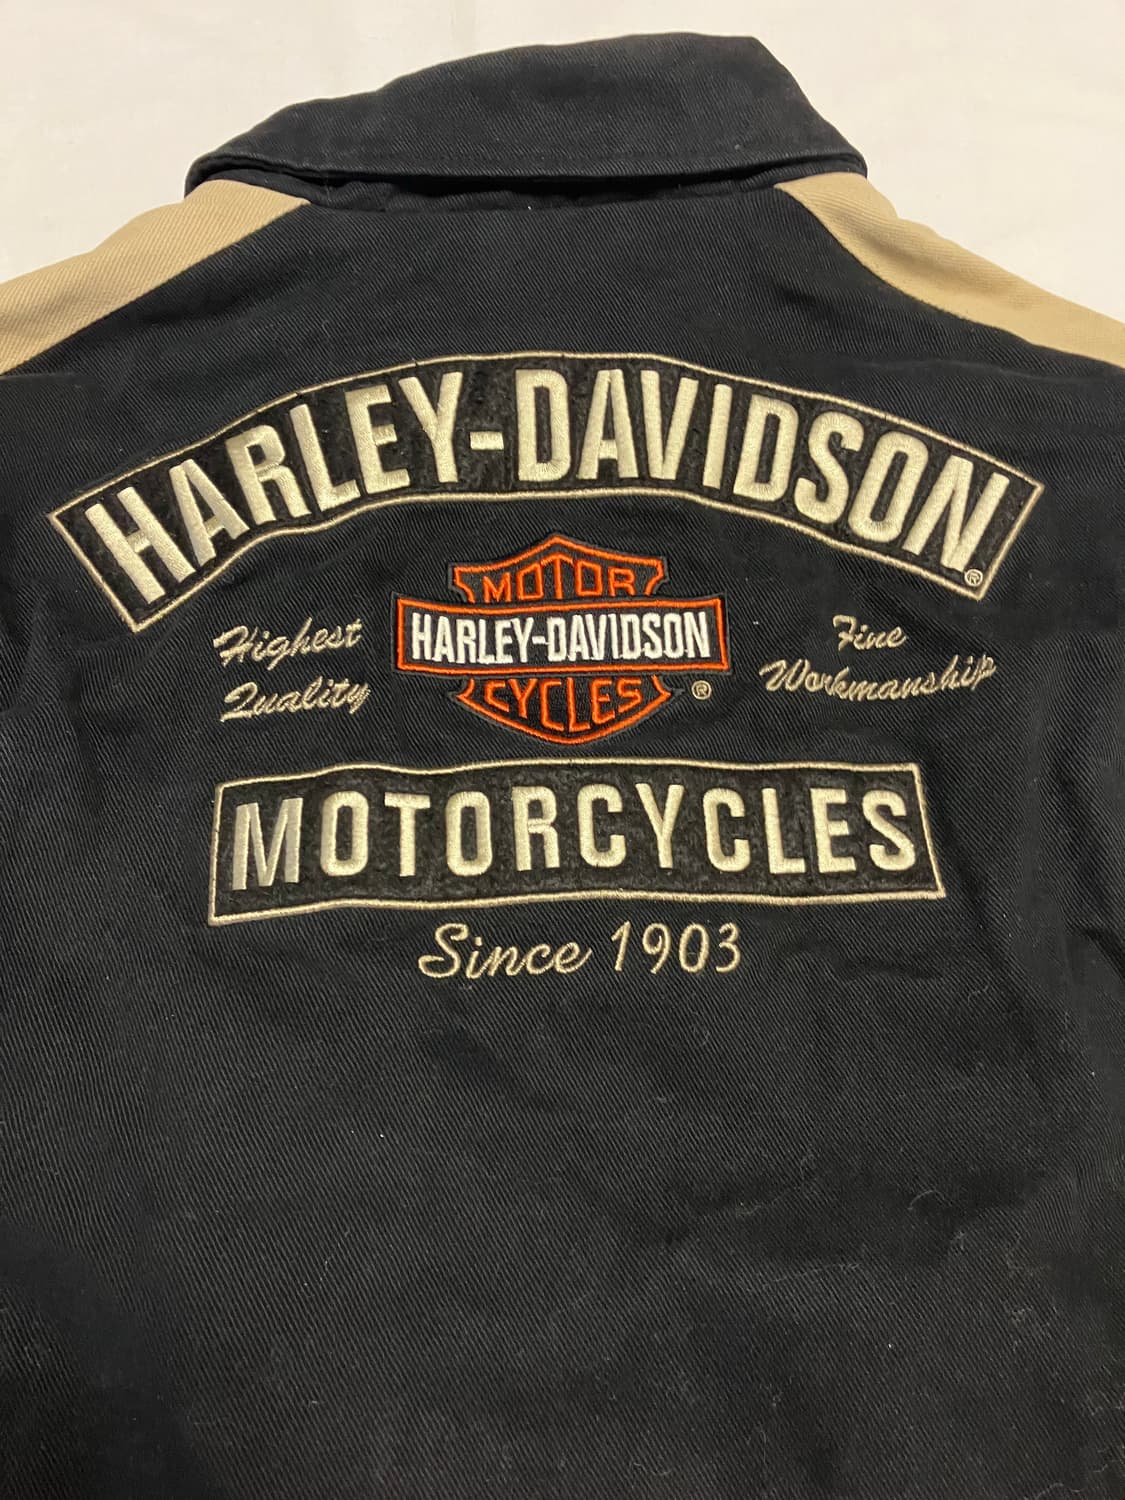 HARLEY-DAVIDSON®
MOTOR
HARLEY-DAVIDSON
CYCLES®
Highest
Quality
Fine
Workmanship
MOTORCYCLES
Since 1903